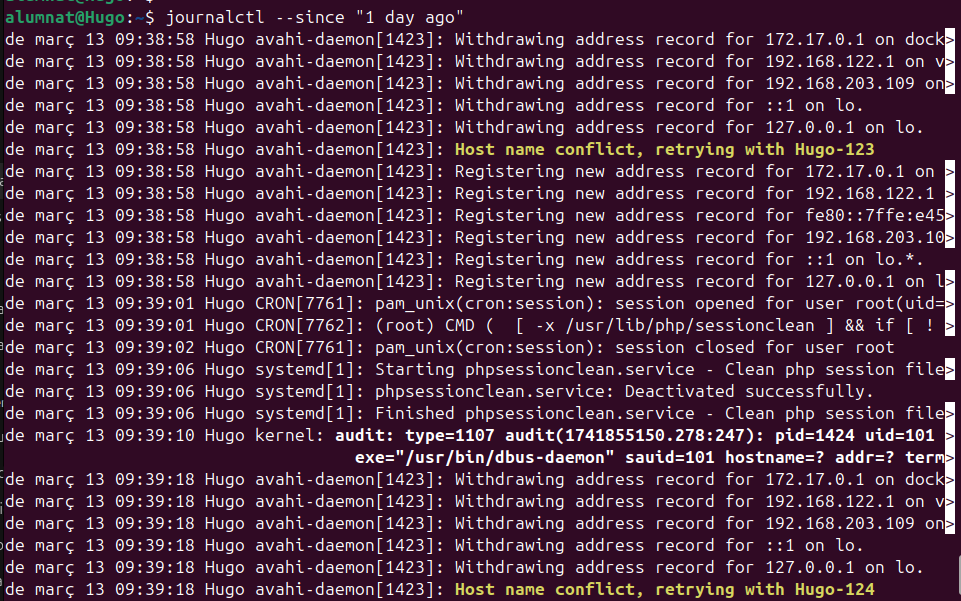 alumnat@Hugo:~$ journalctl --since "1 day ago"
de març 13 09:38:58 Hugo avahi-daemon[1423]: Withdrawing address record for 172.17.0.1 on dock>
de març 13 09:38:58 Hugo avahi-daemon[1423]: Withdrawing address record for 192.168.122.1 on v>
de març 13 09:38:58 Hugo avahi-daemon[1423]: Withdrawing address record for 192.168.203.109 on>
de març 13 09:38:58 Hugo avahi-daemon[1423]: Withdrawing address record for ::1 on lo.
de març 13 09:38:58 Hugo avahi-daemon[1423]: Withdrawing address record for 127.0.0.1 on lo.
de març 13 09:38:58 Hugo avahi-daemon[1423]: Host name conflict, retrying with Hugo-123
de març 13 09:38:58 Hugo avahi-daemon[1423]: Registering new address record for 172.17.0.1 on >
de març 13 09:38:58 Hugo avahi-daemon[1423]: Registering new address record for 192.168.122.1 >
de març 13 09:38:58 Hugo avahi-daemon[1423]: Registering new address record for fe80::7ffe:e45>
de març 13 09:38:58 Hugo avahi-daemon[1423]: Registering new address record for 192.168.203.10>
de març 13 09:38:58 Hugo avahi-daemon[1423]: Registering new address record for ::1 on lo.*.
de març 13 09:38:58 Hugo avahi-daemon[1423]: Registering new address record for 127.0.0.1 on l>
de març 13 09:39:01 Hugo CRON[7761]: pam_unix(cron:session): session opened for user root(uid=>
de març 13 09:39:01 Hugo CRON[7762]: (root) CMD (  [ -x /usr/lib/php/sessionclean ] && if [ ! >
de març 13 09:39:02 Hugo CRON[7761]: pam_unix(cron:session): session closed for user root
de març 13 09:39:06 Hugo systemd[1]: Starting phpsessionclean.service - Clean php session file>
de març 13 09:39:06 Hugo systemd[1]: phpsessionclean.service: Deactivated successfully.
de març 13 09:39:06 Hugo systemd[1]: Finished phpsessionclean.service - Clean php session file>
de març 13 09:39:10 Hugo kernel: audit: type=1107 audit(1741855150.278:247): pid=1424 uid=101 >
exe="/usr/bin/dbus-daemon" sauid=101 hostname=? addr=? term>
de març 13 09:39:18 Hugo avahi-daemon[1423]: Withdrawing address record for 172.17.0.1 on dock>
de març 13 09:39:18 Hugo avahi-daemon[1423]: Withdrawing address record for 192.168.122.1 on v>
de març 13 09:39:18 Hugo avahi-daemon[1423]: Withdrawing address record for 192.168.203.109 on>
de març 13 09:39:18 Hugo avahi-daemon[1423]: Withdrawing address record for ::1 on lo.
de març 13 09:39:18 Hugo avahi-daemon[1423]: Withdrawing address record for 127.0.0.1 on lo.
de març 13 09:39:18 Hugo avahi-daemon[1423]: Host name conflict, retrying with Hugo-124